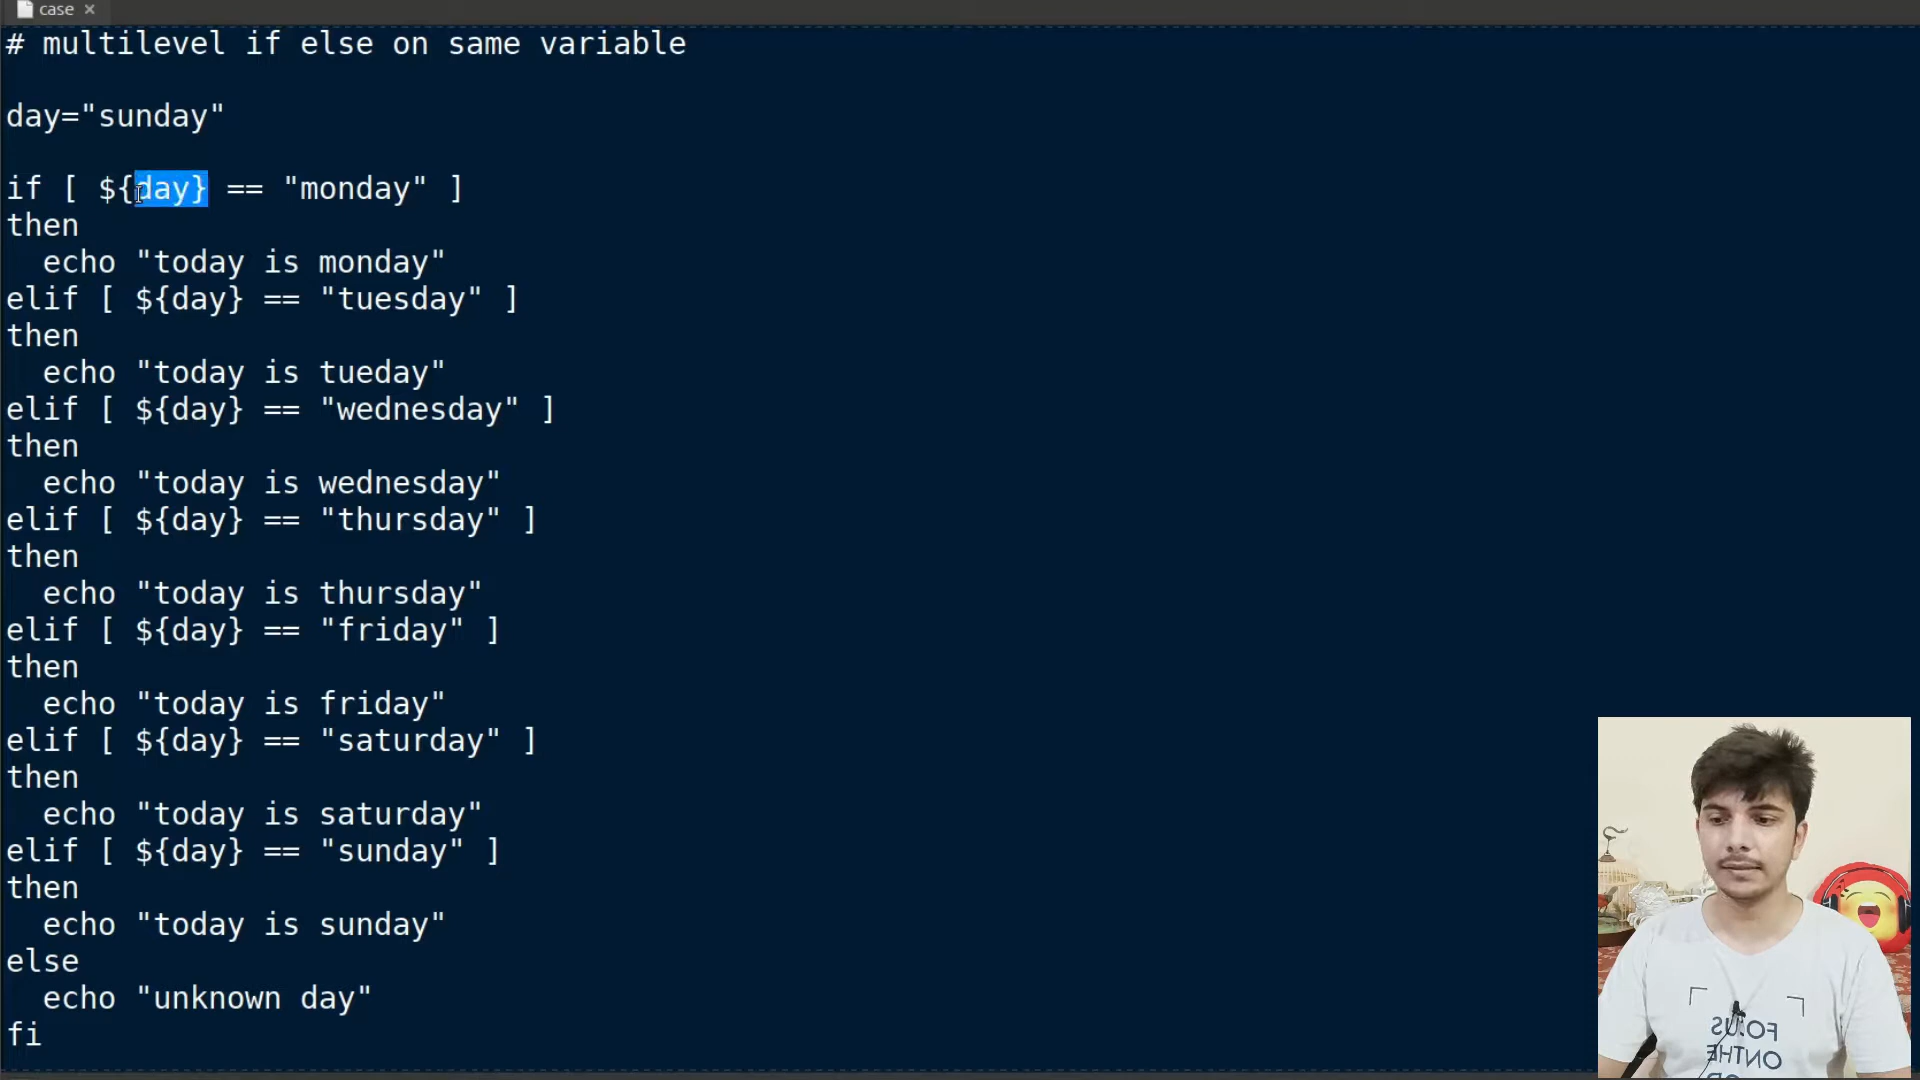 case ×
# multilevel if else on same variable
day="sunday"
if [ ${day} == "monday" ]
then
  echo "today is monday"
elif [ ${day} == "tuesday" ]
then
  echo "today is tueday"
elif [ ${day} == "wednesday" ]
then
  echo "today is wednesday"
elif [ ${day} == "thursday" ]
then
  echo "today is thursday"
elif [ ${day} == "friday" ]
then
  echo "today is friday"
elif [ ${day} == "saturday" ]
then
  echo "today is saturday"
elif [ ${day} == "sunday" ]
then
  echo "today is sunday"
else
  echo "unknown day"
fi
FOCUS
ON THE